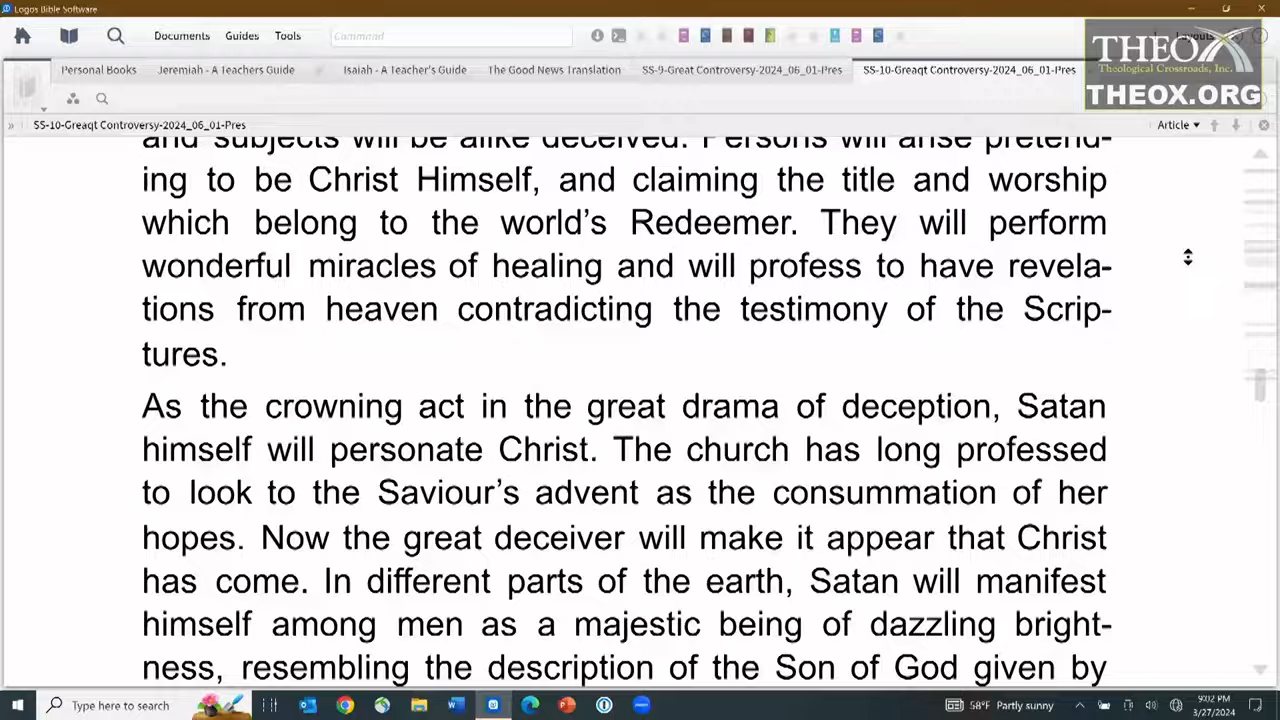 Logos Bible Software
Documents Guides Tools Command
THEOX
Theological Crossroads, Inc.
THEOX.ORG
Personal Books Jeremiah - A Teachers Guide The Good News Translation SS-9-Great Controversy-2024_06_01-Pres SS-10-Greaqt Controversy-2024_06_01-Pres
SS-10-Greaqt Controversy-2024_06_01-Pres Article
and subjects will be alike deceived. Persons will arise pretend-
ing to be Christ Himself, and claiming the title and worship
which belong to the world's Redeemer. They will perform
wonderful miracles of healing and will profess to have revela-
tions from heaven contradicting the testimony of the Scrip-
tures.
As the crowning act in the great drama of deception, Satan
himself will personate Christ. The church has long professed
to look to the Saviour's advent as the consummation of her
hopes. Now the great deceiver will make it appear that Christ
has come. In different parts of the earth, Satan will manifest
himself among men as a majestic being of dazzling bright-
ness, resembling the description of the Son of God given by
Type here to search
58°F Partly sunny
9:02 PM
3/27/2024